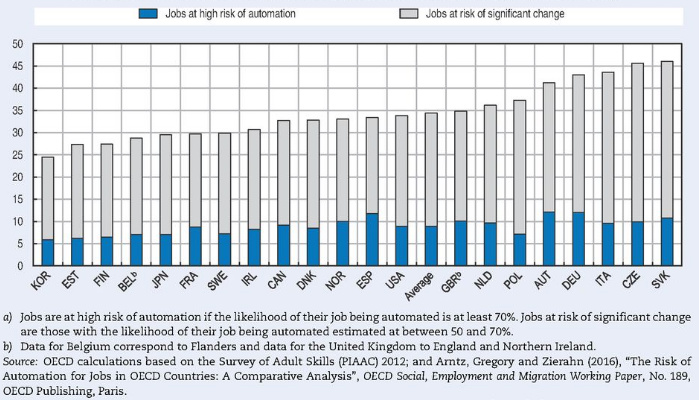 Jobs at high risk of automation Jobs at risk of significant change
50
45
40
35
30
25
20
15
10
5
0
KOR EST FIN BELb JPN FRA SWE IRL CAN DNK NOR ESP USA Average GBRb NLD POL AUT DEU ITA CZE SVK
a) Jobs are at high risk of automation if the likelihood of their job being automated is at least 70%. Jobs at risk of significant change
are those with the likelihood of their job being automated estimated at between 50 and 70%.
b) Data for Belgium correspond to Flanders and data for the United Kingdom to England and Northern Ireland.
Source: OECD calculations based on the Survey of Adult Skills (PIAAC) 2012; and Arntz, Gregory and Zierahn (2016), “The Risk of
Automation for Jobs in OECD Countries: A Comparative Analysis”, OECD Social, Employment and Migration Working Paper, No. 189,
OECD Publishing, Paris.